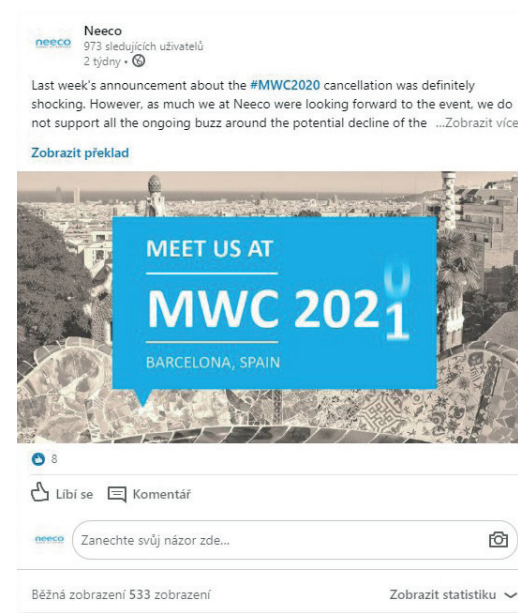 neeco
Neeco
973 sledujících uživatelů
2 týdny •
Last week's announcement about the #MWC2020 cancellation was definitely
shocking. However, as much we at Neeco were looking forward to the event, we do
not support all the ongoing buzz around the potential decline of the ...Zobrazit více
Zobrazit překlad
MEET US AT
MWC 2021
0
BARCELONA, SPAIN
8
Líbí se Komentář
neeco Zanechte svůj názor zde...
Běžná zobrazení 533 zobrazení Zobrazit statistiku